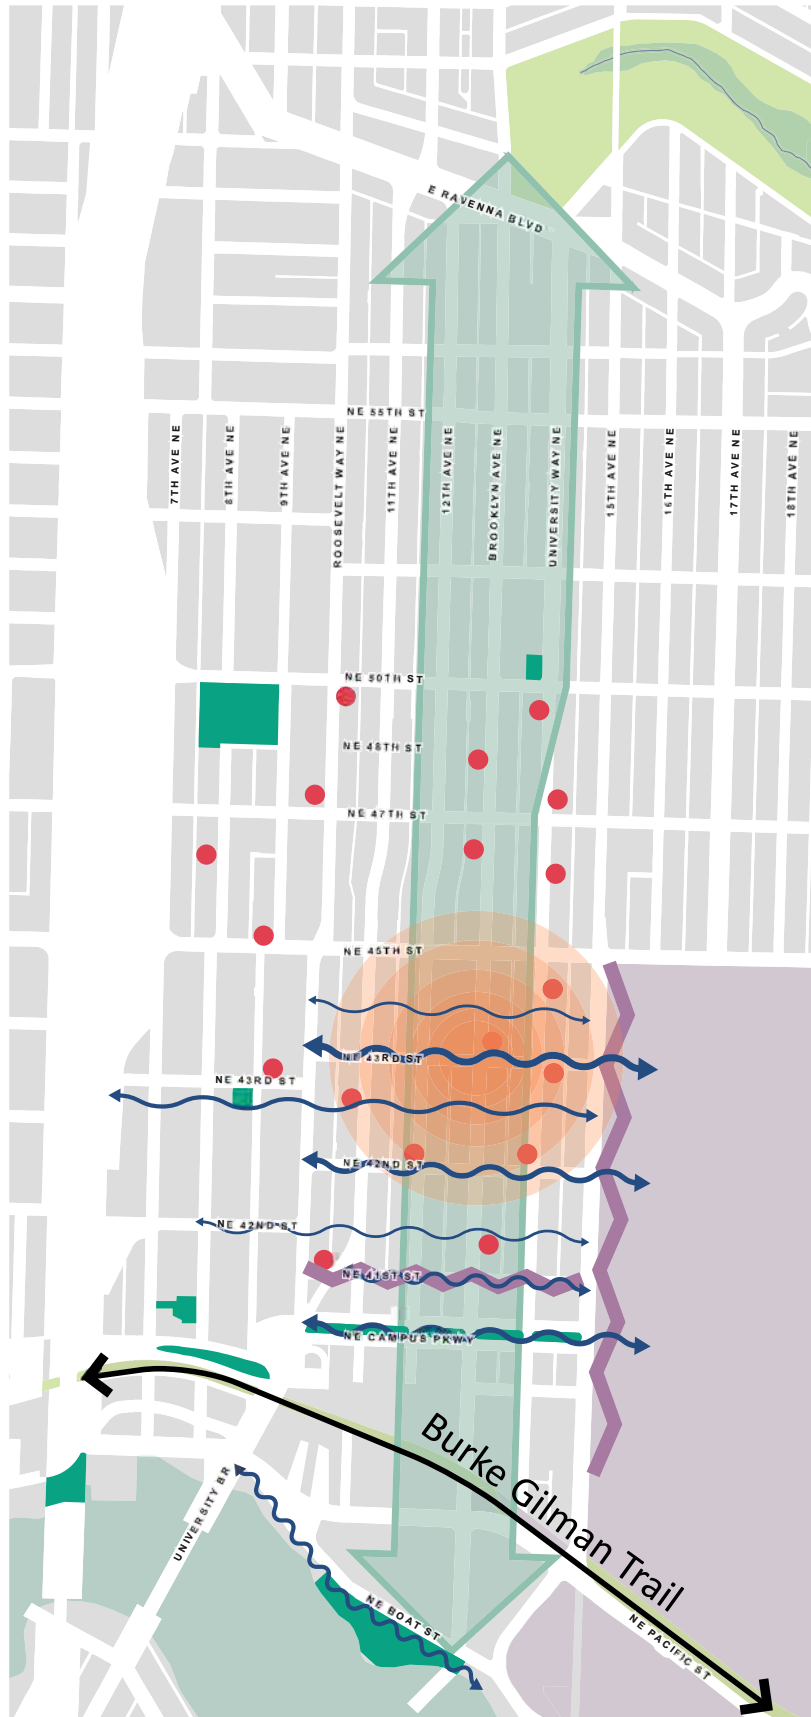 E RAVENNA BLVD
NE 55TH ST
7TH AVE NE
8TH AVE NE
9TH AVE NE
ROOSEVELT WAY NE
11TH AVE NE
12TH AVE NE
BROOKLYN AVE NE
UNIVERSITY WAY NE
15TH AVE NE
16TH AVE NE
17TH AVE NE
18TH AVE NE
NE 50TH ST
NE 48TH ST
NE 47TH ST
NE 45TH ST
NE 43RD ST
NE 43RD ST
NE 42ND ST
NE 42ND ST
NE 41ST ST
NE CAMPUS PKWY
Burke Gilman Trail
UNIVERSITY BR
NE BOAT ST
NE PACIFIC ST